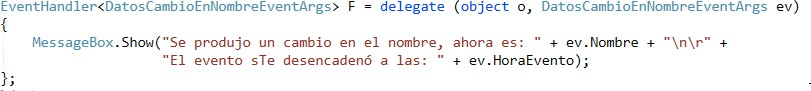 EventHandler<DatosCambioEnNombreEventArgs> F = delegate (object o, DatosCambioEnNombreEventArgs ev)
{
    MessageBox.Show("Se produjo un cambio en el nombre, ahora es: " + ev.Nombre + "\n\r" +
                    "El evento sTe desencadenó a las: " + ev.HoraEvento);
};